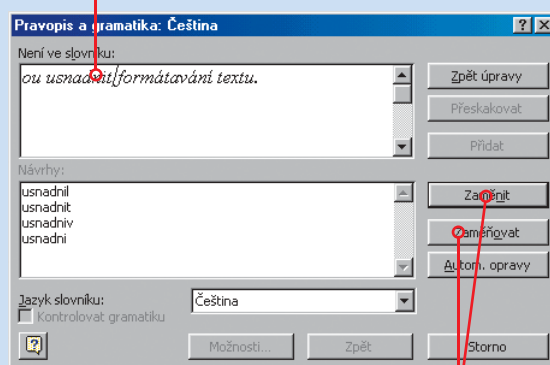 Pravopis a gramatika: Čeština
Není ve slovníku:
ou usnadnit formátavání textu.
Zpět úpravy
Přeskakovat
Přidat
Návrhy:
usnadnil
usnadnit
usnadniv
usnadni
Zaměnit
Zaměňovat
Autom. opravy
Jazyk slovníku:
Čeština
Kontrolovat gramatiku
Možnosti...
Zpět
Storno